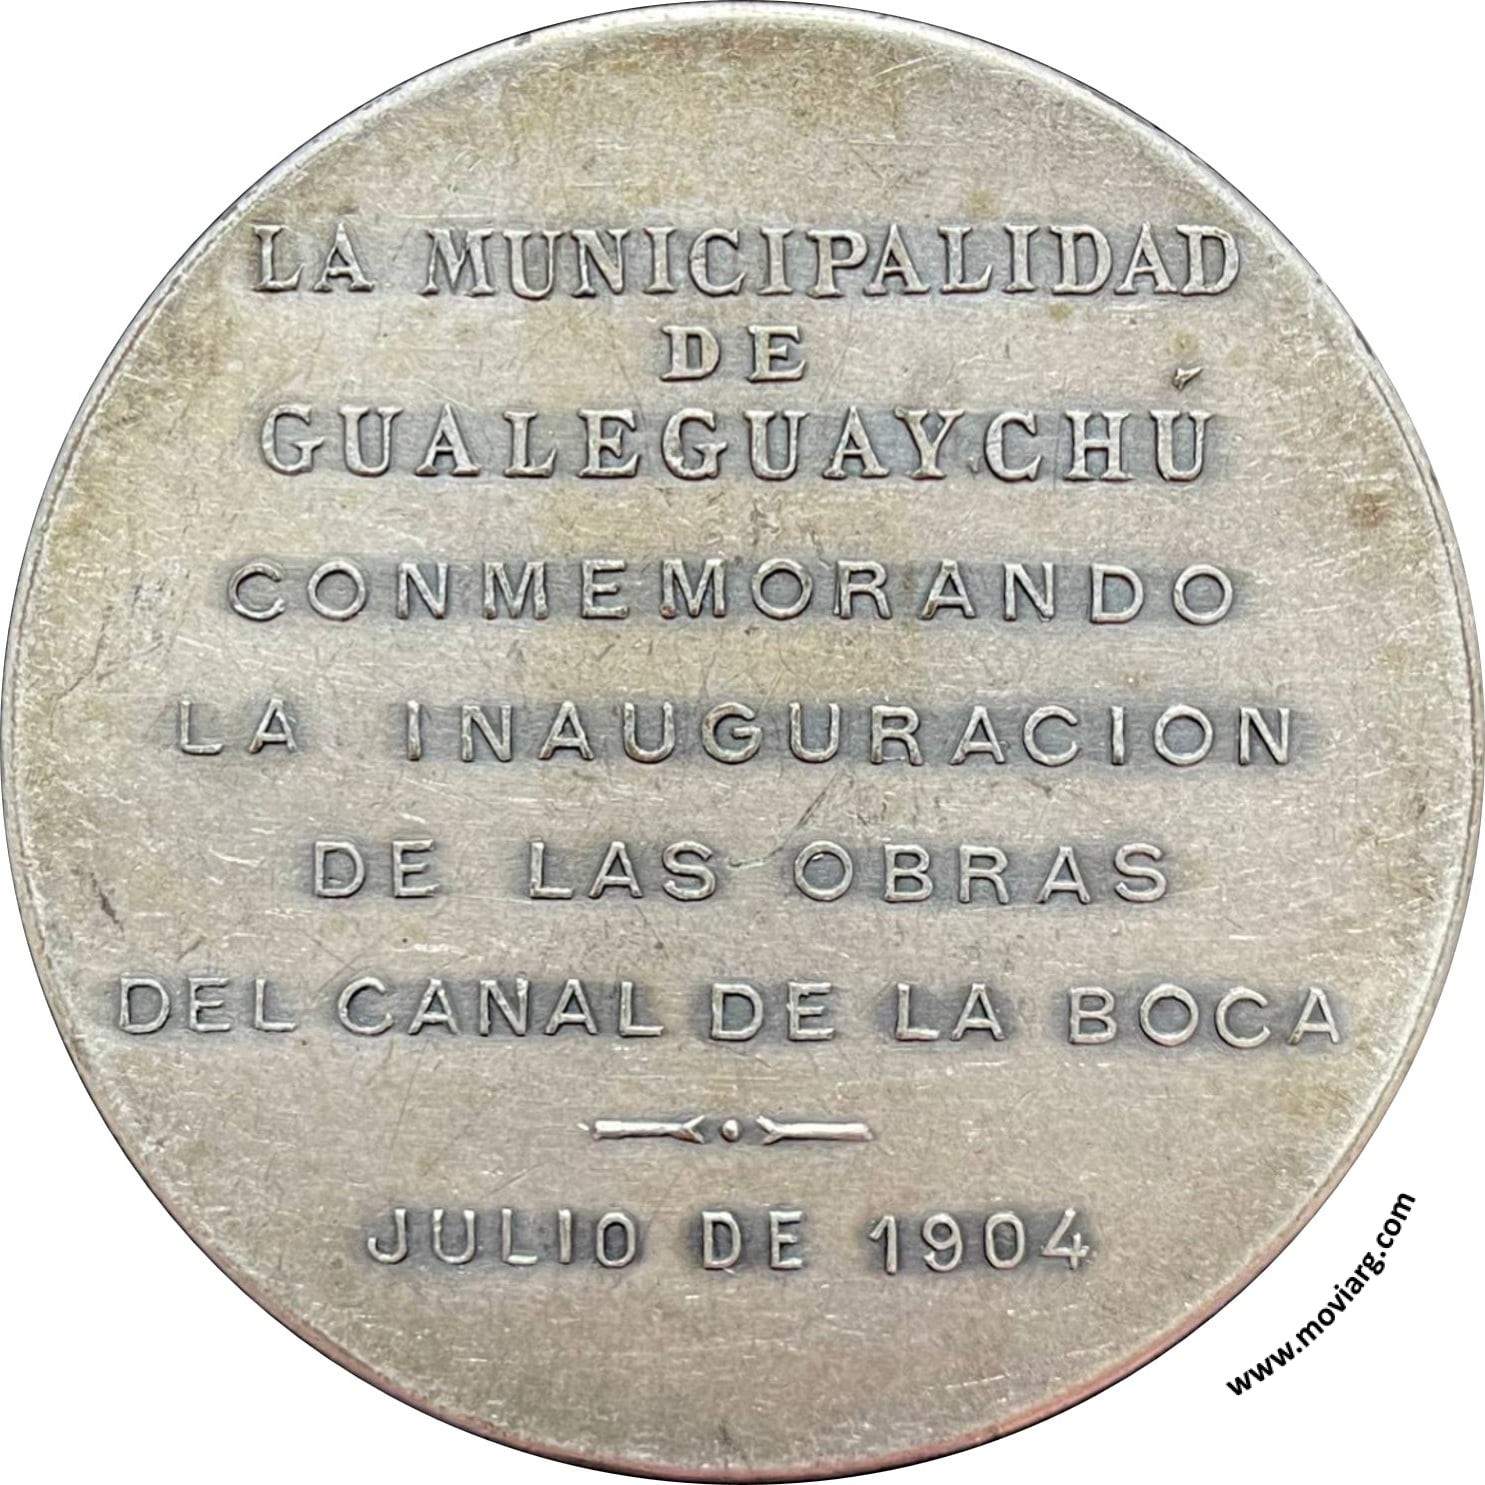 LA MUNICIPALIDAD
DE
GUALEGUAYCHÚ
CONMEMORANDO
LA INAUGURACION
DE LAS OBRAS
DEL CANAL DE LA BOCA
JULIO DE 1904
www.moviarg.com